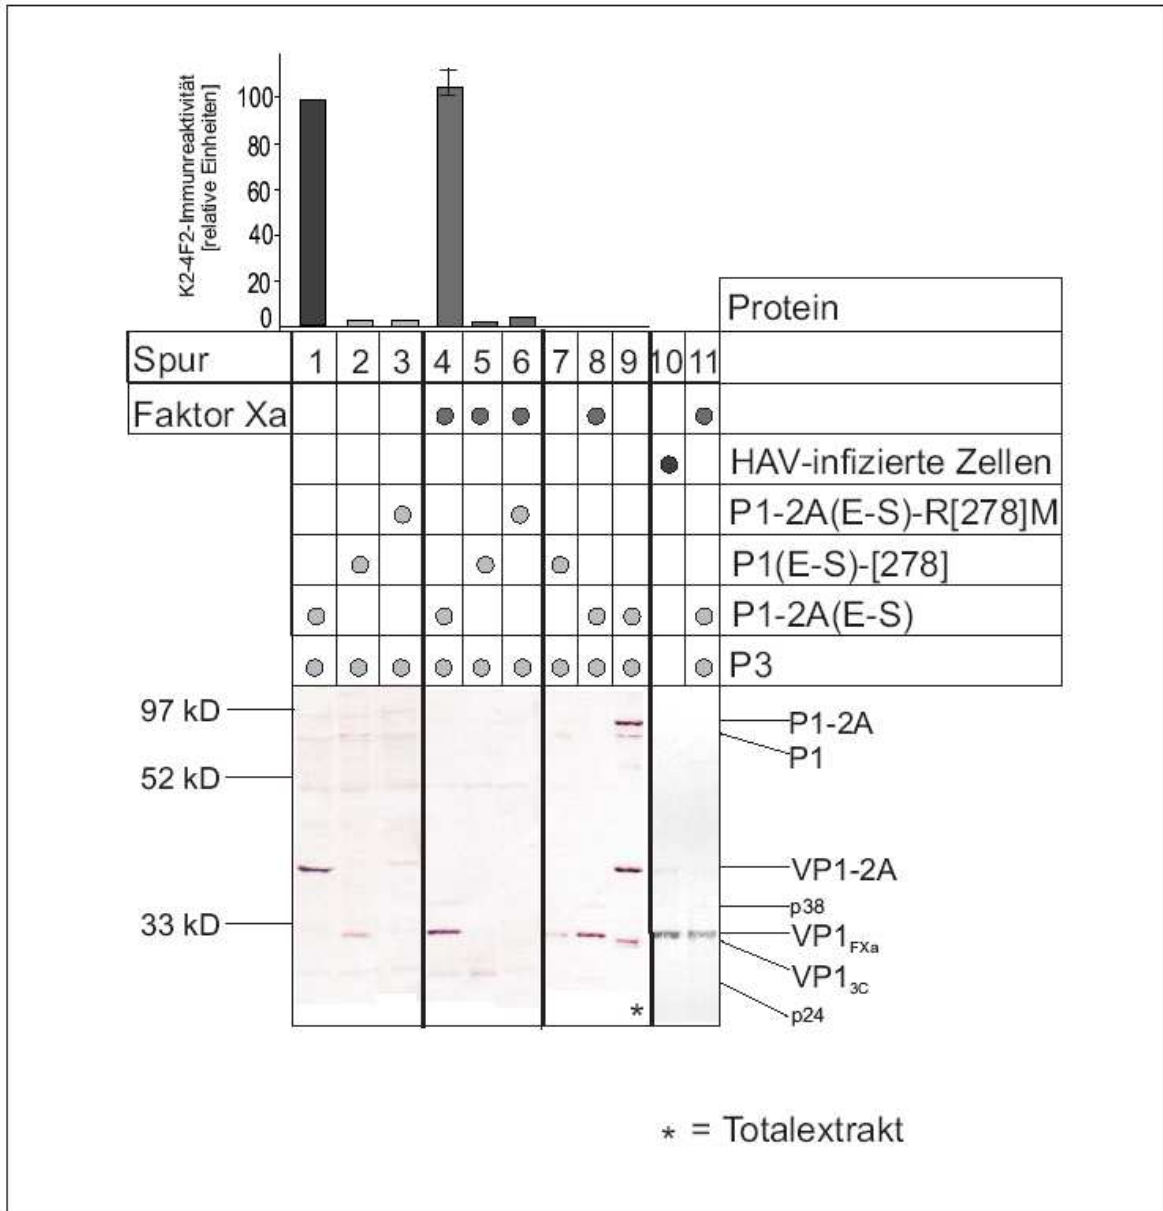 K2-4F2-Immunreaktivität
[relative Einheiten]
100
80
60
40
20
0
Protein
Spur 1 2 3 4 5 6 7 8 9 10 11
Faktor Xa
HAV-infizierte Zellen
P1-2A(E-S)-R[278]M
P1(E-S)-[278]
P1-2A(E-S)
P3
97 kD
P1-2A
P1
52 kD
VP1-2A
p38
33 kD
VP1FXa
VP13C
p24
*
* = Totalextrakt